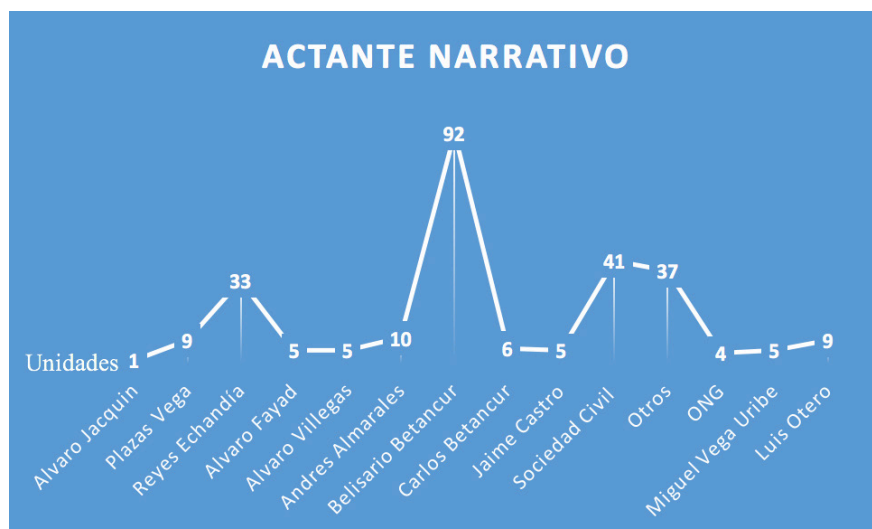 ACTANTE NARRATIVO
92
41
37
33
10
9
9
6
5
5
5
5
4
Unidades 1
Alvaro Jacquin
Plazas Vega
Reyes Echandía
Alvaro Fayad
Alvaro Villegas
Andres Almarales
Belisario Betancur
Carlos Betancur
Jaime Castro
Sociedad Civil
Otros
ONG
Miguel Vega Uribe
Luis Otero